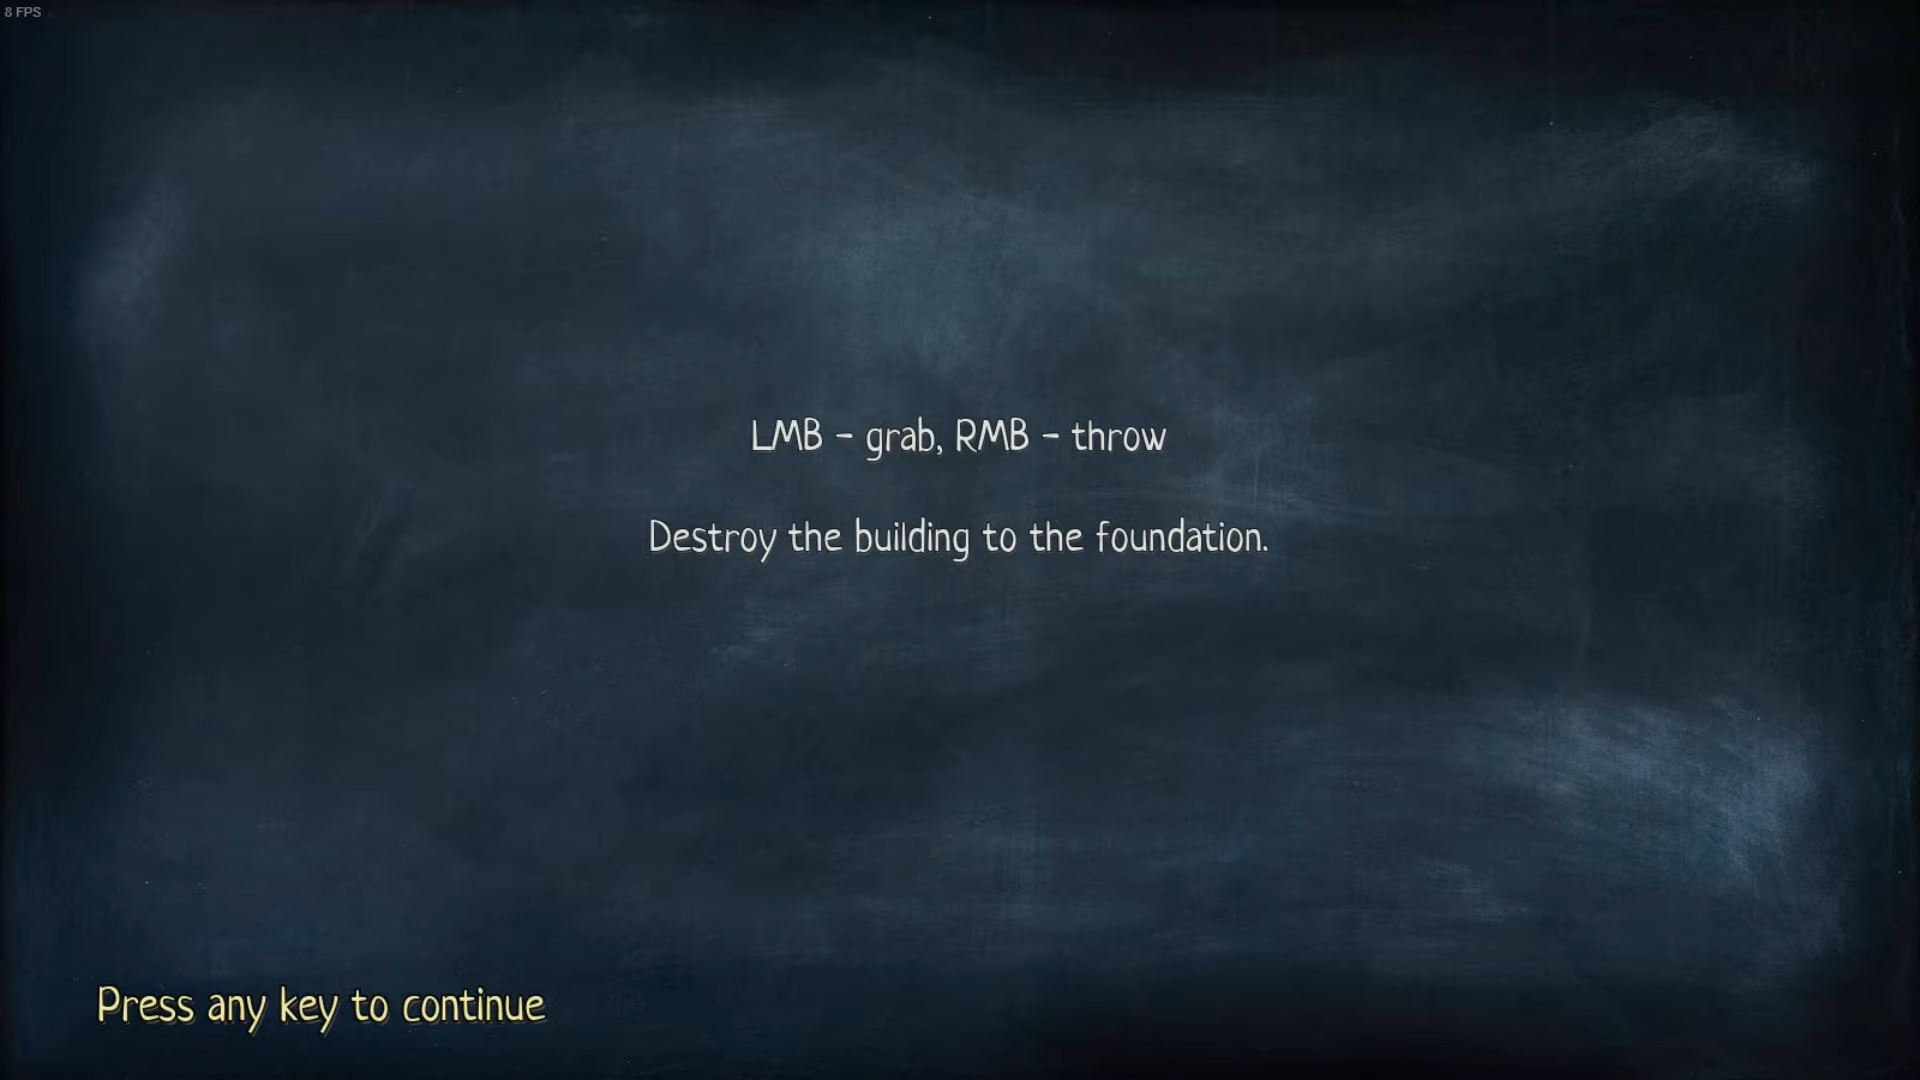 8 FPS
LMB - grab, RMB - throw
Destroy the building to the foundation.
Press any key to continue